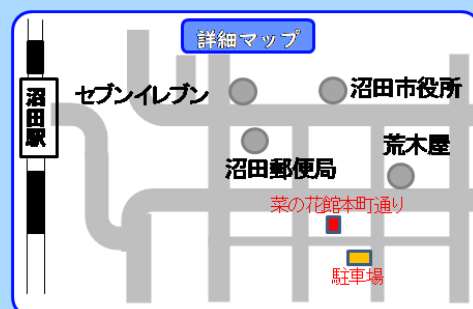 詳細マップ
沼田駅
セブンイレブン
沼田市役所
沼田郵便局
荒木屋
菜の花館本町通り
駐車場